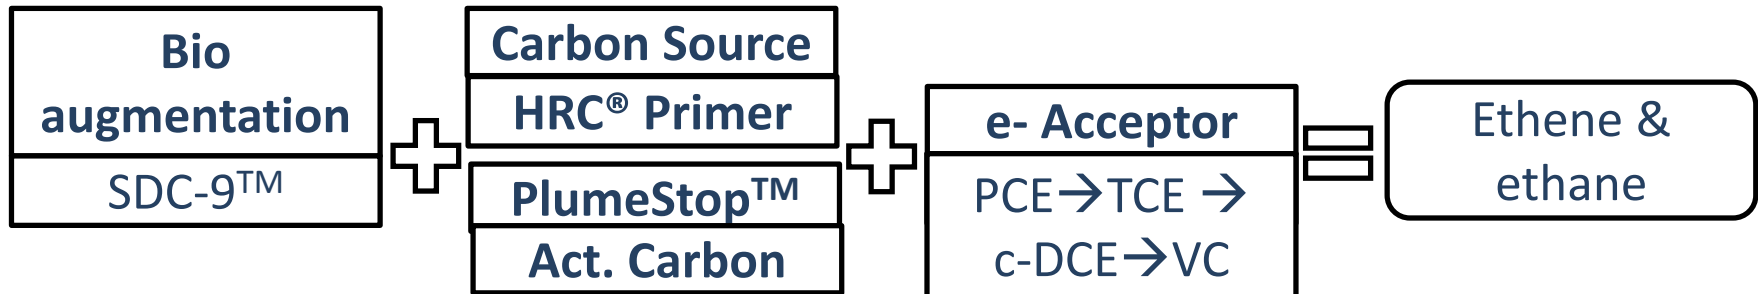 Bio
augmentation
SDC-9™
Carbon Source
HRC® Primer
PlumeStop™
Act. Carbon
e- Acceptor
PCE→TCE →
c-DCE→VC
Ethene &
ethane